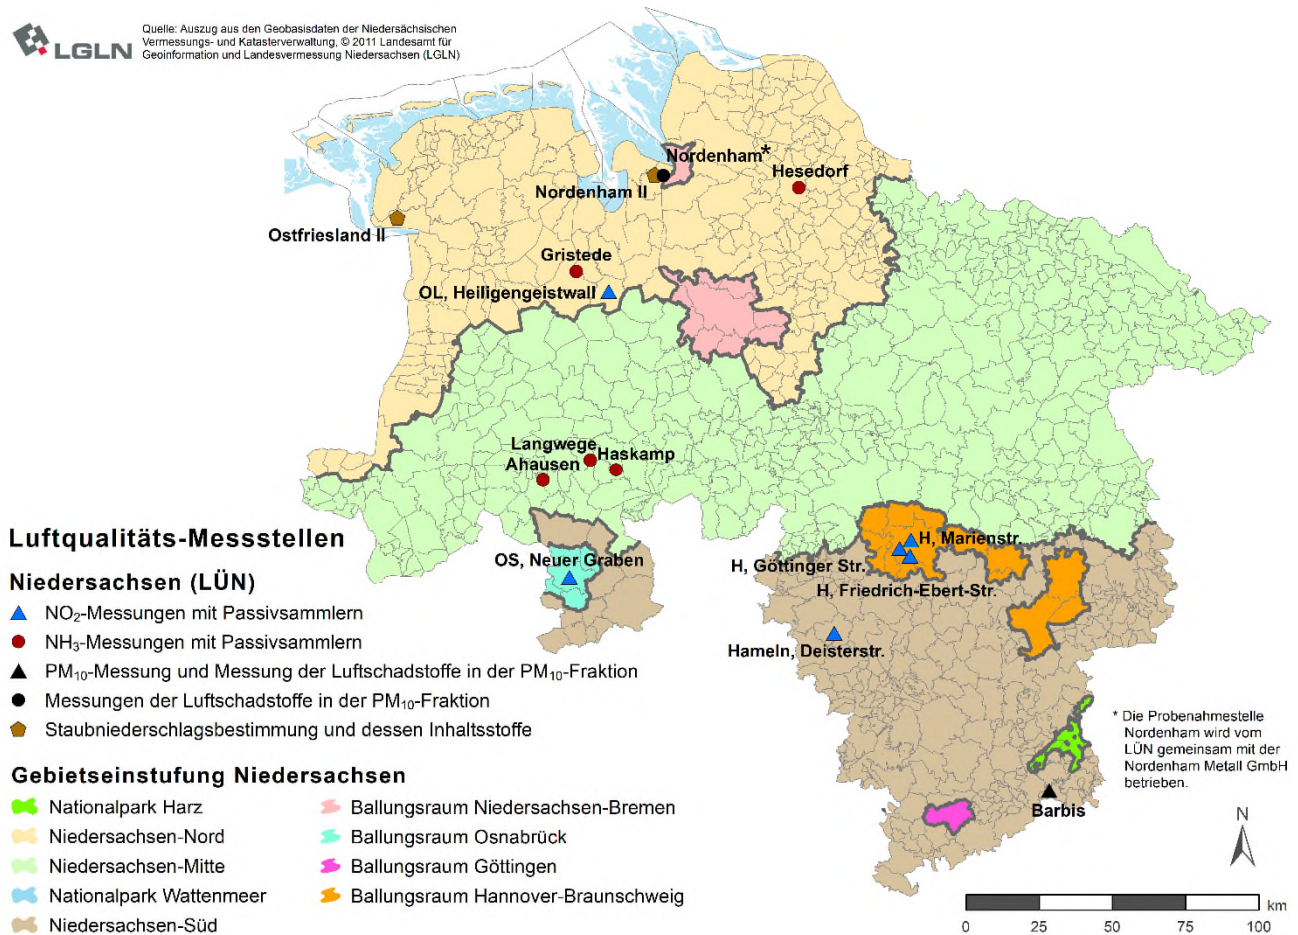 LGLN
Quelle: Auszug aus den Geobasisdaten der Niedersächsischen
Vermessungs- und Katasterverwaltung, © 2011 Landesamt für
Geoinformation und Landesvermessung Niedersachsen (LGLN)
Nordenham*
Hesedorf
Nordenham II
Ostfriesland II
Gristede
OL, Heiligengeistwall
Langwege
Haskamp
Ahausen
H, Marienstr.
OS, Neuer Graben
H, Göttinger Str.
H, Friedrich-Ebert-Str.
Hameln, Deisterstr.
Barbis
Luftqualitäts-Messstellen
Niedersachsen (LÜN)
NO₂-Messungen mit Passivsammlern
NH₃-Messungen mit Passivsammlern
PM₁₀-Messung und Messung der Luftschadstoffe in der PM₁₀-Fraktion
Messungen der Luftschadstoffe in der PM₁₀-Fraktion
Staubniederschlagsbestimmung und dessen Inhaltsstoffe
Gebietseinstufung Niedersachsen
Nationalpark Harz
Niedersachsen-Nord
Niedersachsen-Mitte
Nationalpark Wattenmeer
Niedersachsen-Süd
Ballungsraum Niedersachsen-Bremen
Ballungsraum Osnabrück
Ballungsraum Göttingen
Ballungsraum Hannover-Braunschweig
* Die Probenahmestelle
Nordenham wird vom
LÜN gemeinsam mit der
Nordenham Metall GmbH
betrieben.
N
km
0 25 50 75 100